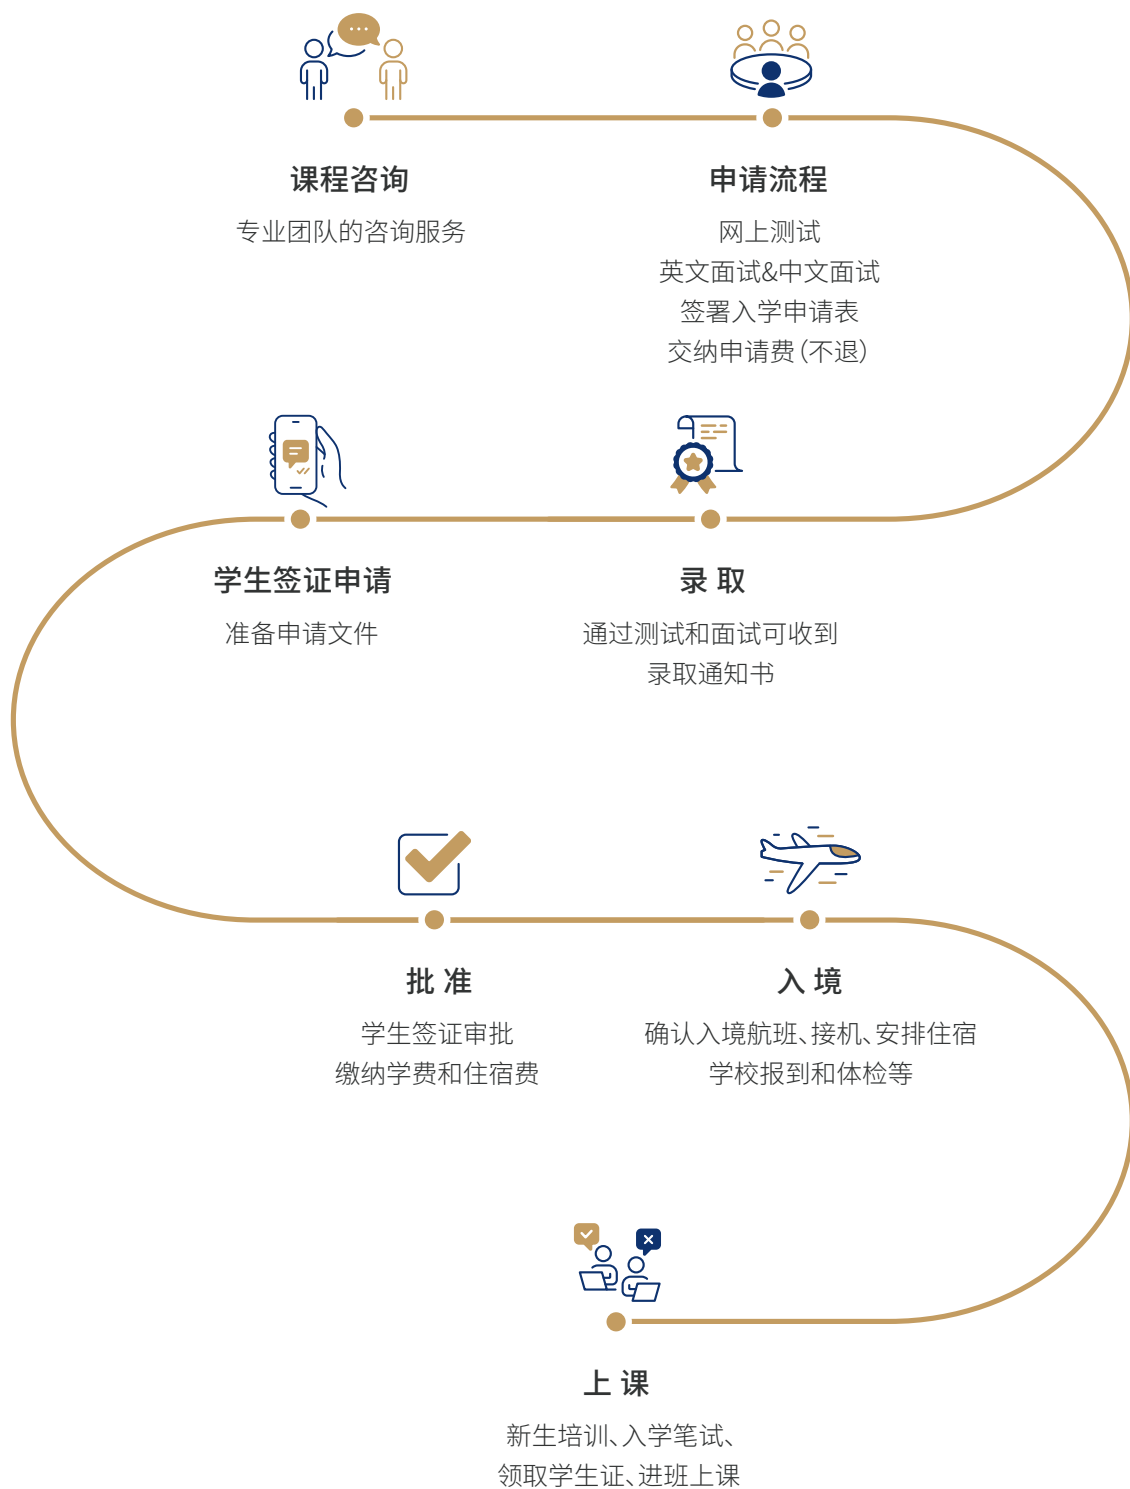 课程咨询
专业团队的咨询服务
申请流程
网上测试
英文面试&中文面试
签署入学申请表
交纳申请费(不退)
录 取
通过测试和面试可收到
录取通知书
学生签证申请
准备申请文件
批 准
学生签证审批
缴纳学费和住宿费
入 境
确认入境航班、接机、安排住宿
学校报到和体检等
上 课
新生培训、入学笔试、
领取学生证、进班上课